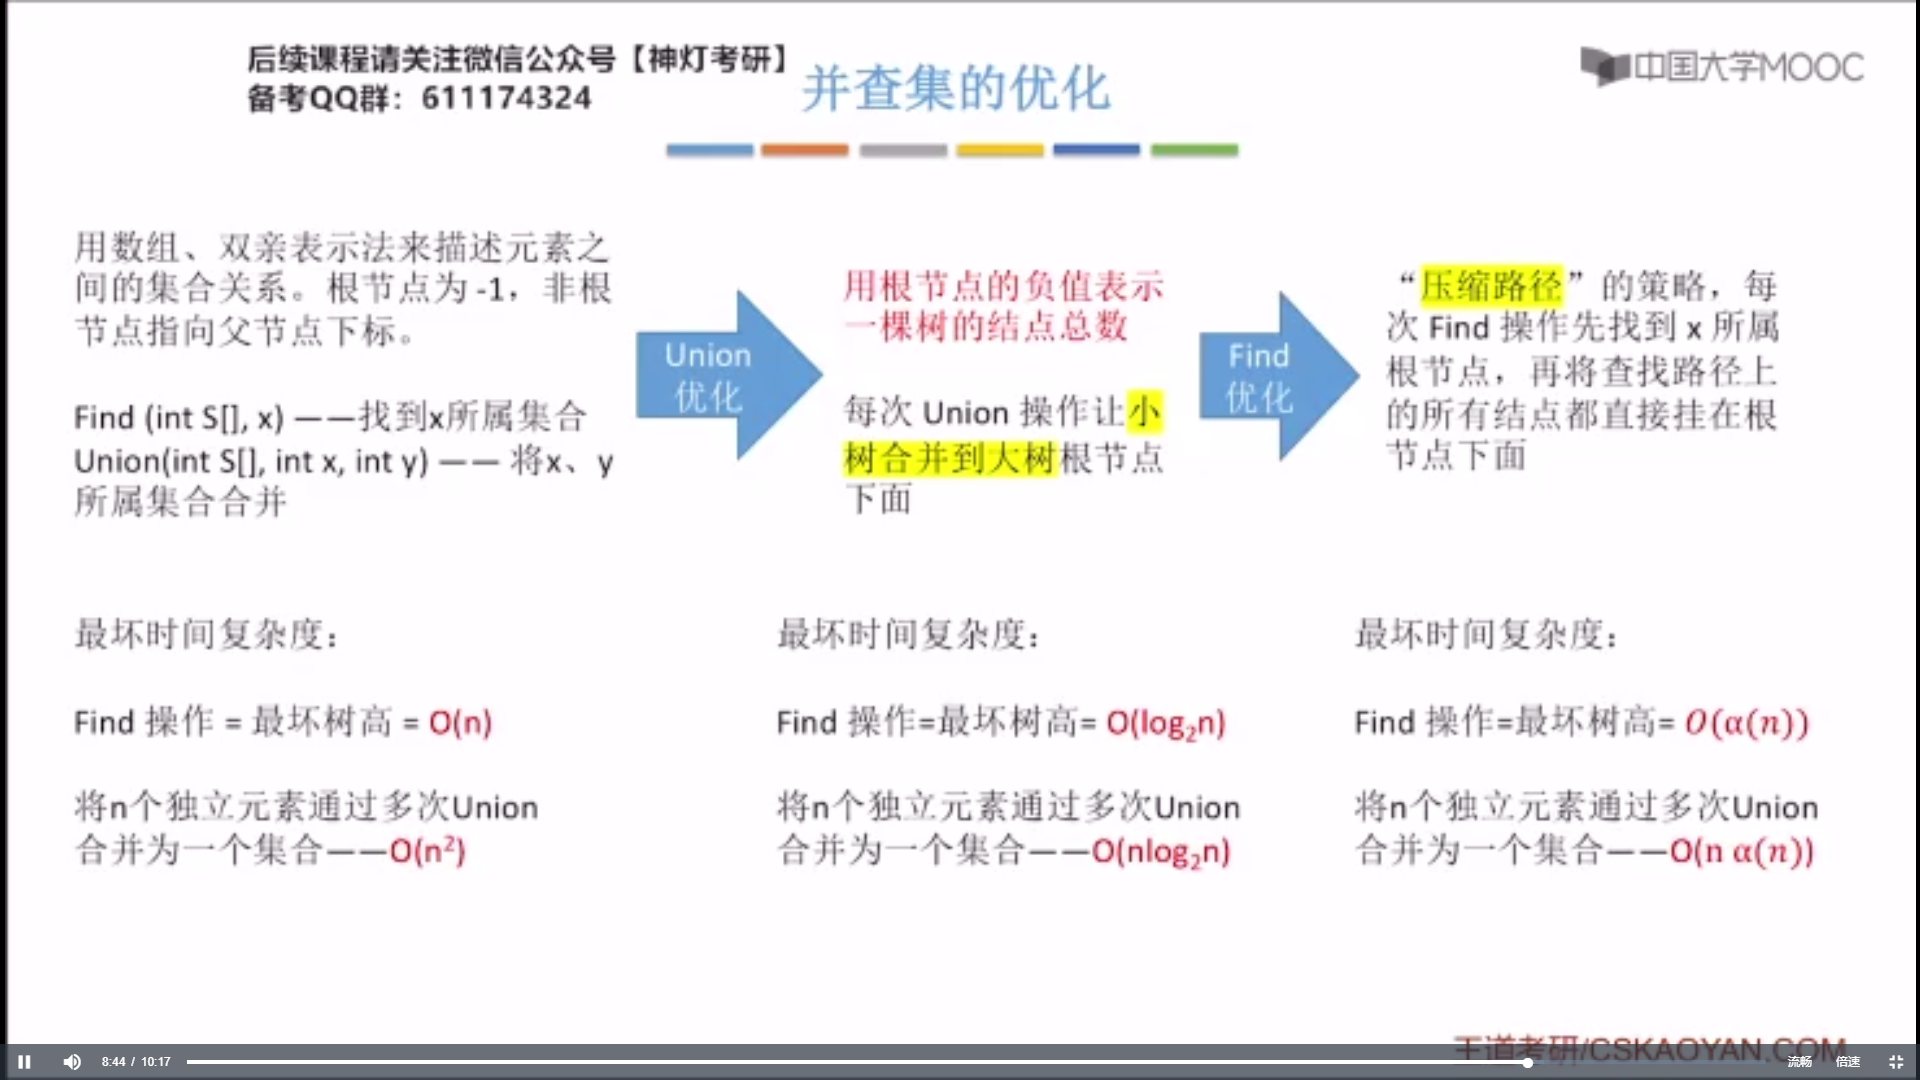 后续课程请关注微信公众号【神灯考研】
备考QQ群：611174324
并查集的优化
中国大学MOOC
用数组、双亲表示法来描述元素之
间的集合关系。根节点为 -1，非根
节点指向父节点下标。
Find (int S[], x) ——找到x所属集合
Union(int S[], int x, int y) —— 将x、y
所属集合合并
Union
优化
用根节点的负值表示
一棵树的结点总数
每次 Union 操作让小
树合并到大树根节点
下面
Find
优化
“压缩路径”的策略，每
次 Find 操作先找到 x 所属
根节点，再将查找路径上
的所有结点都直接挂在根
节点下面
最坏时间复杂度：
Find 操作 = 最坏树高 = O(n)
将n个独立元素通过多次Union
合并为一个集合——O(n²)
最坏时间复杂度：
Find 操作=最坏树高= O(log₂n)
将n个独立元素通过多次Union
合并为一个集合——O(nlog₂n)
最坏时间复杂度：
Find 操作=最坏树高= O(α(n))
将n个独立元素通过多次Union
合并为一个集合——O(n α(n))
王道考研/CSKAOYAN.COM
8:44 / 10:17
流畅
倍速